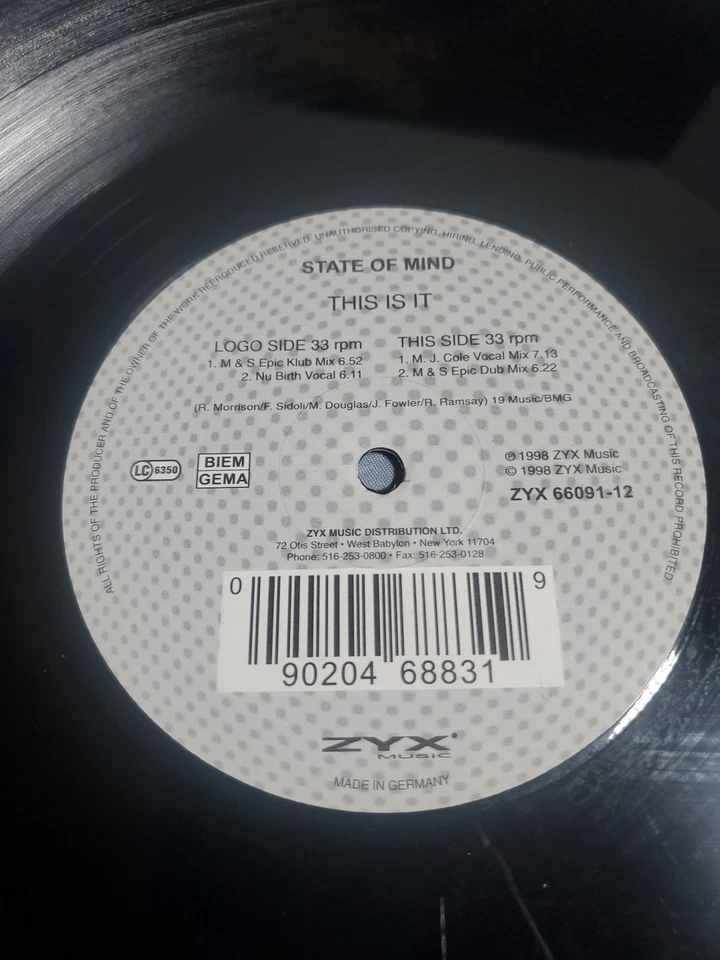 ALL RIGHTS OF THE PRODUCER AND OF THE OWNER OF THE WORK REPRODUCED RESERVED. UNAUTHORISED COPYING, HIRING, LENDING, PUBLIC PERFORMANCE AND BROADCASTING OF THIS RECORD PROHIBITED
STATE OF MIND
THIS IS IT
LOGO SIDE 33 rpm
1. M & S Epic Klub Mix 6.52
2. Nu Birth Vocal 6.11
THIS SIDE 33 rpm
1. M. J. Cole Vocal Mix 7.13
2. M & S Epic Dub Mix 6.22
(R. Morrison/F. Sidoli/M. Douglas/J. Fowler/R. Ramsay) 19 Music/BMG
LC 6350
BIEM
GEMA
℗ 1998 ZYX Music
© 1998 ZYX Music
ZYX 66091-12
ZYX MUSIC DISTRIBUTION LTD.
72 Otis Street • West Babylon • New York 11704
Phone: 516-253-0800 • Fax: 516-253-0128
0 90204 68831 9
ZYX
MUSIC
MADE IN GERMANY